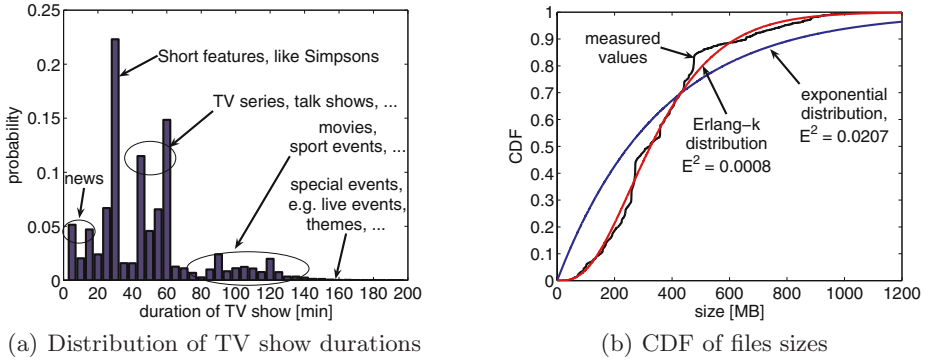 0.25
0.2
0.15
0.1
0.05
0
probability
Short features, like Simpsons
TV series, talk shows, ...
movies,
sport events, ...
news
special events,
e.g. live events,
themes, ...
0 20 40 60 80 100 120 140 160 180 200
duration of TV show [min]
(a) Distribution of TV show durations
1
0.9
0.8
0.7
0.6
0.5
0.4
0.3
0.2
0.1
0
CDF
measured
values
exponential
distribution,
E² = 0.0207
Erlang−k
distribution
E² = 0.0008
0 200 400 600 800 1000 1200
size [MB]
(b) CDF of files sizes